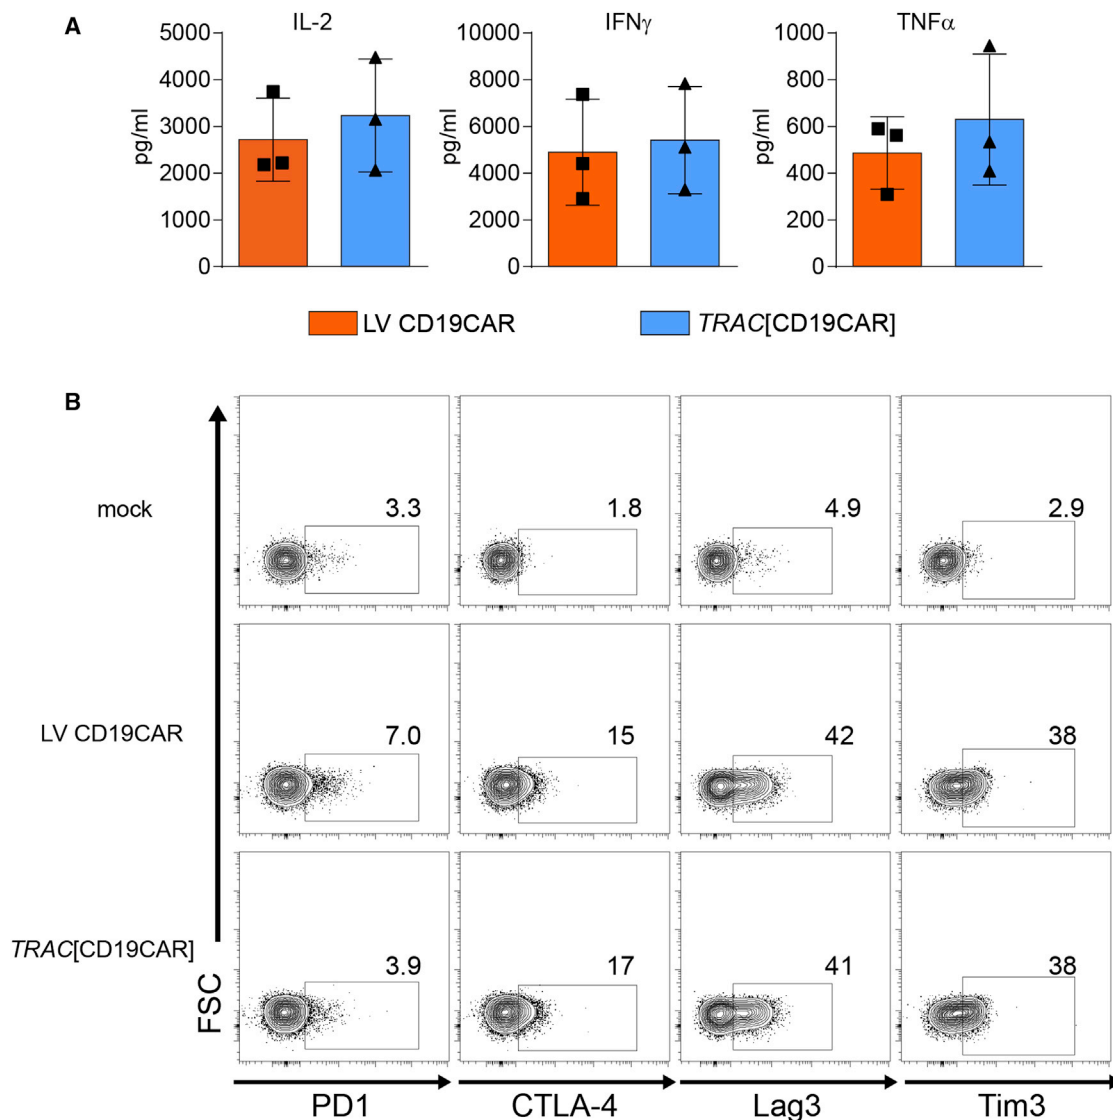 A
IL-2
IFNγ
TNFα
pg/ml
5000
4000
3000
2000
1000
0
pg/ml
10000
8000
6000
4000
2000
0
pg/ml
1000
800
600
400
200
0
LV CD19CAR
TRAC[CD19CAR]
B
mock
3.3
1.8
4.9
2.9
LV CD19CAR
7.0
15
42
38
TRAC[CD19CAR]
3.9
17
41
38
FSC
PD1
CTLA-4
Lag3
Tim3